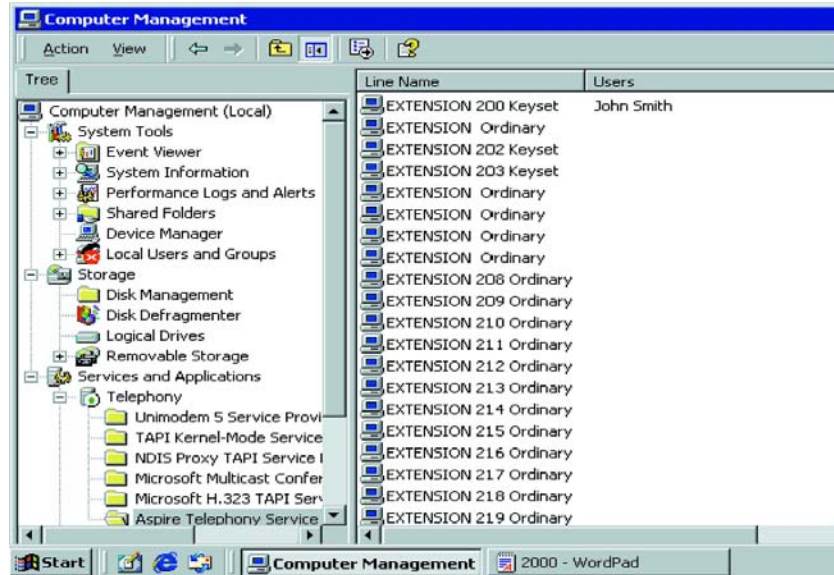 Computer Management
Action View
Tree
Computer Management (Local)
System Tools
Event Viewer
System Information
Performance Logs and Alerts
Shared Folders
Device Manager
Local Users and Groups
Storage
Disk Management
Disk Defragmenter
Logical Drives
Removable Storage
Services and Applications
Telephony
Unimodem 5 Service Provi
TAPI Kernel-Mode Service
NDIS Proxy TAPI Service
Microsoft Multicast Confer
Microsoft H.323 TAPI Serv
Aspire Telephony Service
Line Name Users
EXTENSION 200 Keyset John Smith
EXTENSION Ordinary
EXTENSION 202 Keyset
EXTENSION 203 Keyset
EXTENSION Ordinary
EXTENSION Ordinary
EXTENSION Ordinary
EXTENSION Ordinary
EXTENSION 208 Ordinary
EXTENSION 209 Ordinary
EXTENSION 210 Ordinary
EXTENSION 211 Ordinary
EXTENSION 212 Ordinary
EXTENSION 213 Ordinary
EXTENSION 214 Ordinary
EXTENSION 215 Ordinary
EXTENSION 216 Ordinary
EXTENSION 217 Ordinary
EXTENSION 218 Ordinary
EXTENSION 219 Ordinary
Start Computer Management 2000 - WordPad